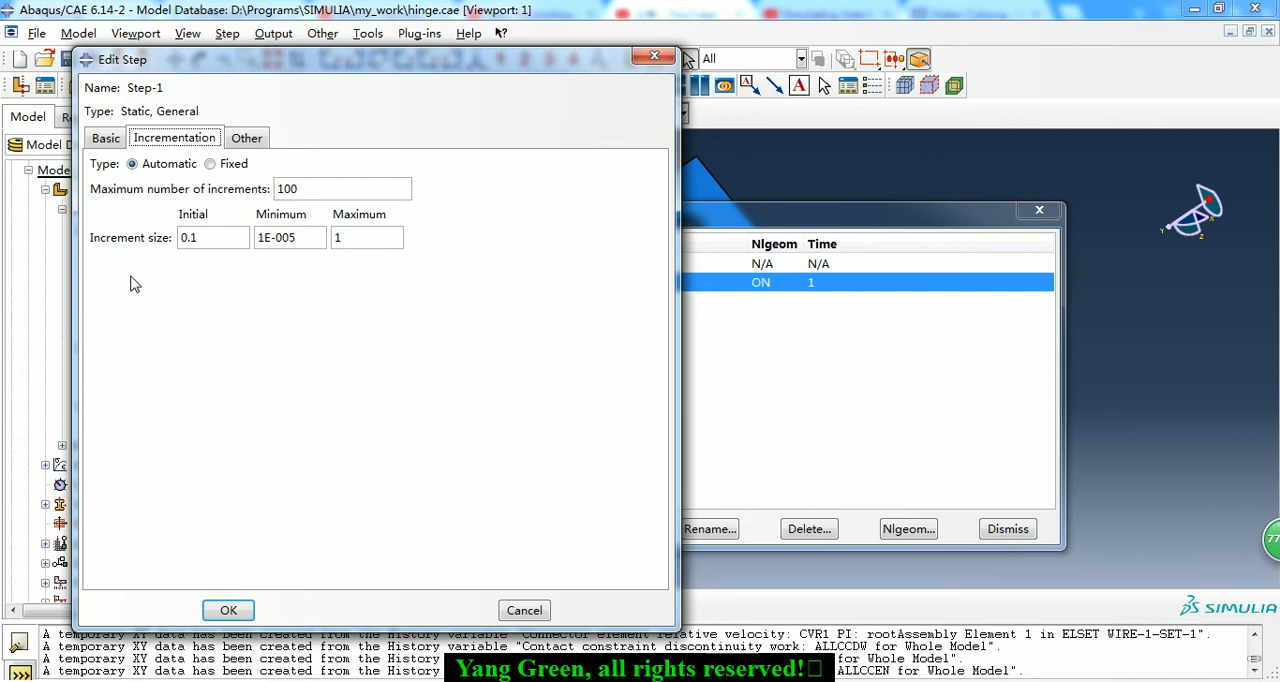 Abaqus/CAE 6.14-2 - Model Database: D:\Programs\SIMULIA\my_work\hinge.cae [Viewport: 1]
File Model Viewport View Step Output Other Tools Plug-ins Help
Edit Step
All
Name: Step-1
Type: Static, General
Model
Basic Incrementation Other
Model D
Type: Automatic Fixed
Mode
Maximum number of increments: 100
Initial Minimum Maximum
Increment size: 0.1 1E-005 1
Nlgeom Time
N/A N/A
ON 1
X
Y
Z
Rename... Delete... Nlgeom... Dismiss
77
OK Cancel
SIMULIA
A temporary XY data has been created from the History variable "Connector element relative velocity: CVR1 PI: rootAssembly Element 1 in ELSET WIRE-1-SET-1".
A temporary XY data has been created from the History variable "Contact constraint discontinuity work: ALLCCDW for Whole Model".
A temporary XY data has been created from the
for Whole Model".
A temporary XY data has been created from the
ALLCCEN for Whole Model".
Yang Green, all rights reserved!